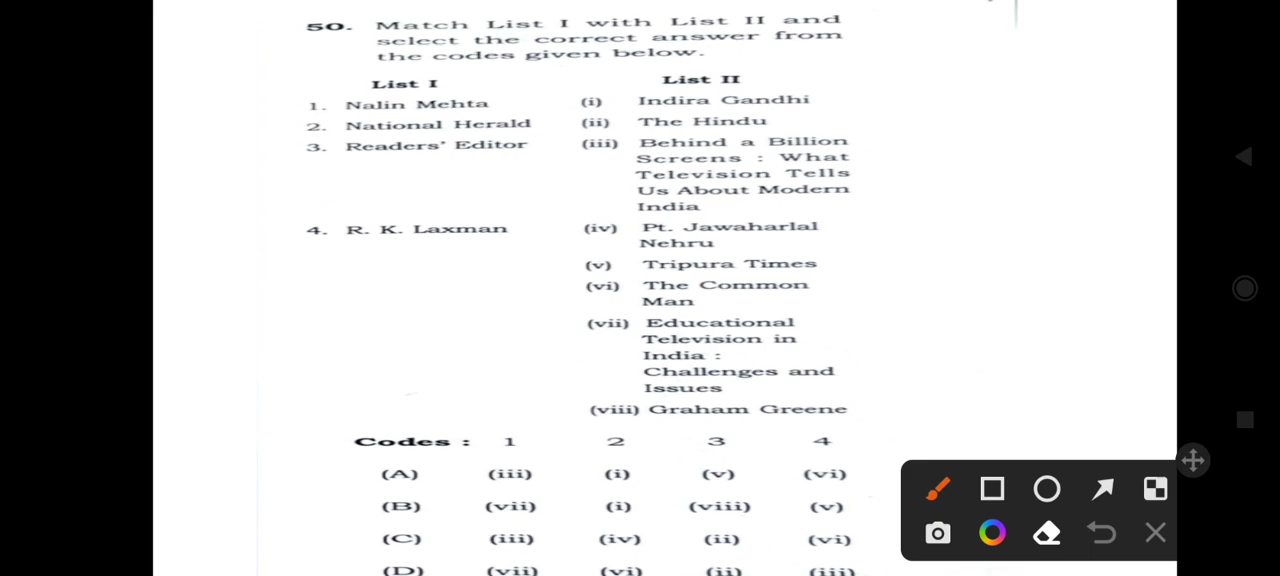 50. Match List I with List II and
select the correct answer from
the codes given below.
List I List II
1. Nalin Mehta (i) Indira Gandhi
2. National Herald (ii) The Hindu
3. Readers' Editor (iii) Behind a Billion
Screens : What
Television Tells
Us About Modern
India
4. R. K. Laxman (iv) Pt. Jawaharlal
Nehru
(v) Tripura Times
(vi) The Common
Man
(vii) Educational
Television in
India :
Challenges and
Issues
(viii) Graham Greene
Codes : 1 2 3 4
(A) (iii) (i) (v) (vi)
(B) (vii) (i) (viii) (v)
(C) (iii) (iv) (ii) (vi)
(D) (vii) (vi) (ii) (iii)